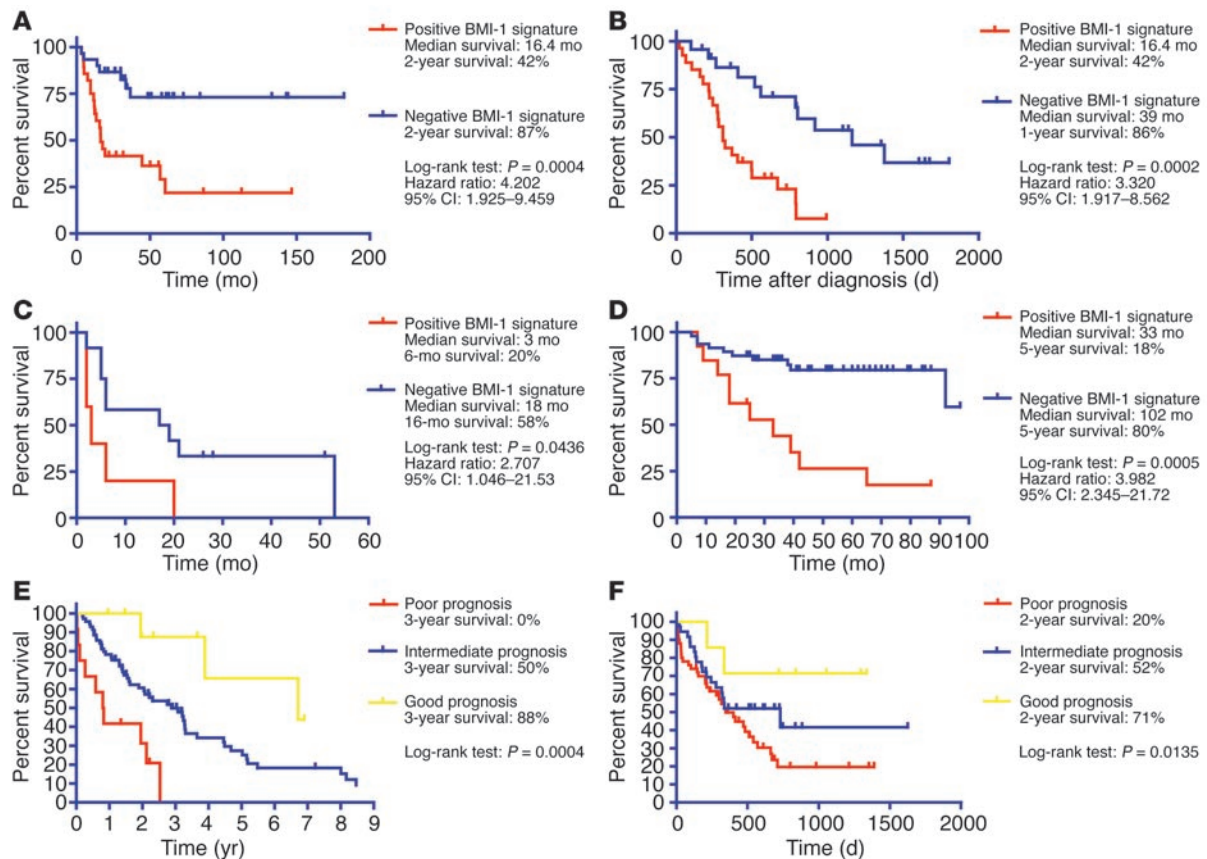 A
Percent survival
100
75
50
25
0
0 50 100 150 200
Time (mo)
Positive BMI-1 signature
Median survival: 16.4 mo
2-year survival: 42%
Negative BMI-1 signature
2-year survival: 87%
Log-rank test: P = 0.0004
Hazard ratio: 4.202
95% CI: 1.925–9.459
B
Percent survival
100
75
50
25
0
0 500 1000 1500 2000
Time after diagnosis (d)
Positive BMI-1 signature
Median survival: 16.4 mo
2-year survival: 42%
Negative BMI-1 signature
Median survival: 39 mo
1-year survival: 86%
Log-rank test: P = 0.0002
Hazard ratio: 3.320
95% CI: 1.917–8.562
C
Percent survival
100
75
50
25
0
0 10 20 30 40 50 60
Time (mo)
Positive BMI-1 signature
Median survival: 3 mo
6-mo survival: 20%
Negative BMI-1 signature
Median survival: 18 mo
16-mo survival: 58%
Log-rank test: P = 0.0436
Hazard ratio: 2.707
95% CI: 1.046–21.53
D
Percent survival
100
75
50
25
0
0 10 20 30 40 50 60 70 80 90 100
Time (mo)
Positive BMI-1 signature
Median survival: 33 mo
5-year survival: 18%
Negative BMI-1 signature
Median survival: 102 mo
5-year survival: 80%
Log-rank test: P = 0.0005
Hazard ratio: 3.982
95% CI: 2.345–21.72
E
Percent survival
100
90
80
70
60
50
40
30
20
10
0
0 1 2 3 4 5 6 7 8 9
Time (yr)
Poor prognosis
3-year survival: 0%
Intermediate prognosis
3-year survival: 50%
Good prognosis
3-year survival: 88%
Log-rank test: P = 0.0004
F
Percent survival
100
90
80
70
60
50
40
30
20
10
0
0 500 1000 1500 2000
Time (d)
Poor prognosis
2-year survival: 20%
Intermediate prognosis
2-year survival: 52%
Good prognosis
2-year survival: 71%
Log-rank test: P = 0.0135